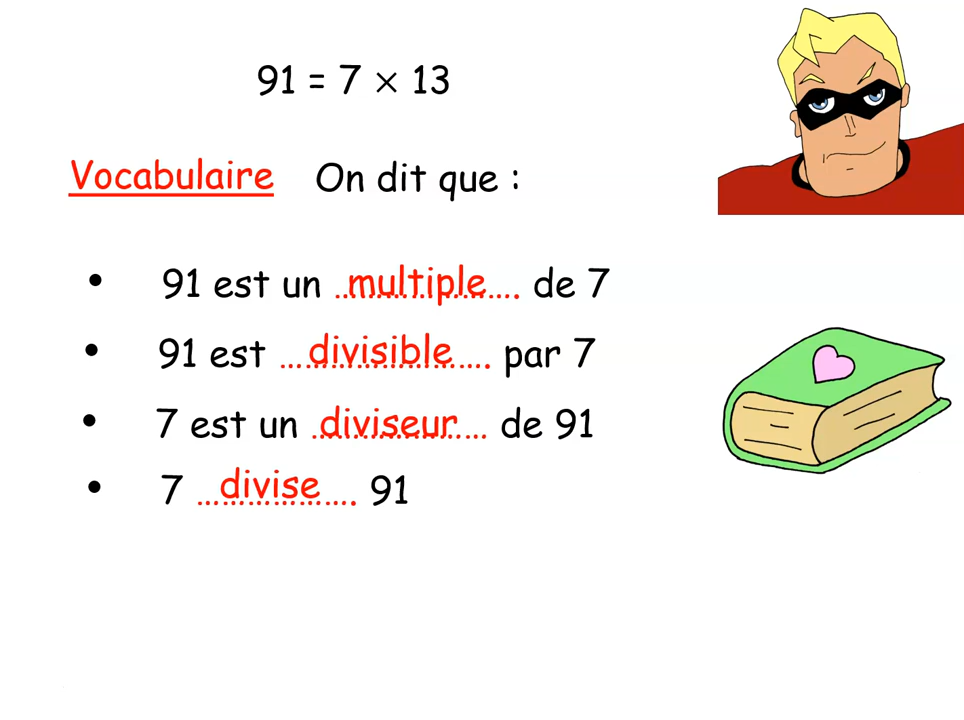 91 = 7 × 13
Vocabulaire On dit que :
• 91 est un multiple de 7
• 91 est divisible par 7
• 7 est un diviseur de 91
• 7 divise 91